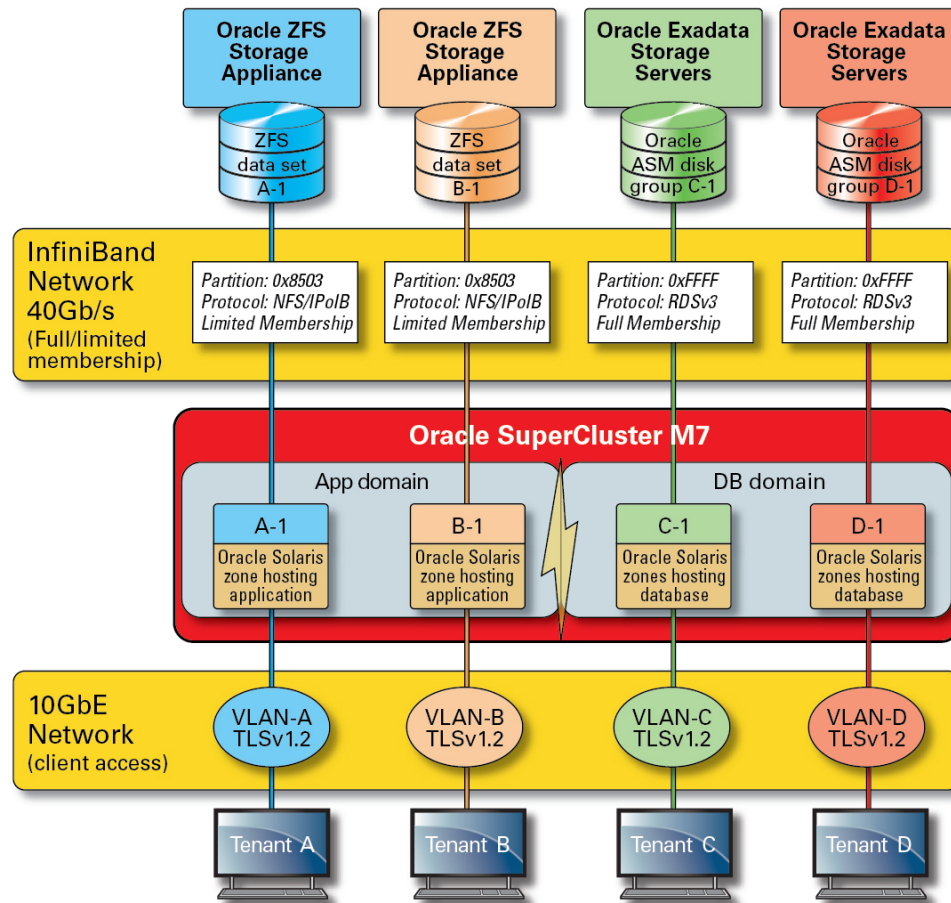 Oracle ZFS
Storage
Appliance
Oracle ZFS
Storage
Appliance
Oracle Exadata
Storage
Servers
Oracle Exadata
Storage
Servers
ZFS
data set
A-1
ZFS
data set
B-1
Oracle
ASM disk
group C-1
Oracle
ASM disk
group D-1
InfiniBand
Network
40Gb/s
(Full/limited
membership)
Partition: 0x8503
Protocol: NFS/IPoIB
Limited Membership
Partition: 0x8503
Protocol: NFS/IPoIB
Limited Membership
Partition: 0xFFFF
Protocol: RDSv3
Full Membership
Partition: 0xFFFF
Protocol: RDSv3
Full Membership
Oracle SuperCluster M7
App domain
DB domain
A-1
Oracle Solaris
zone hosting
application
B-1
Oracle Solaris
zone hosting
application
C-1
Oracle Solaris
zones hosting
database
D-1
Oracle Solaris
zones hosting
database
10GbE
Network
(client access)
VLAN-A
TLSv1.2
VLAN-B
TLSv1.2
VLAN-C
TLSv1.2
VLAN-D
TLSv1.2
Tenant A
Tenant B
Tenant C
Tenant D